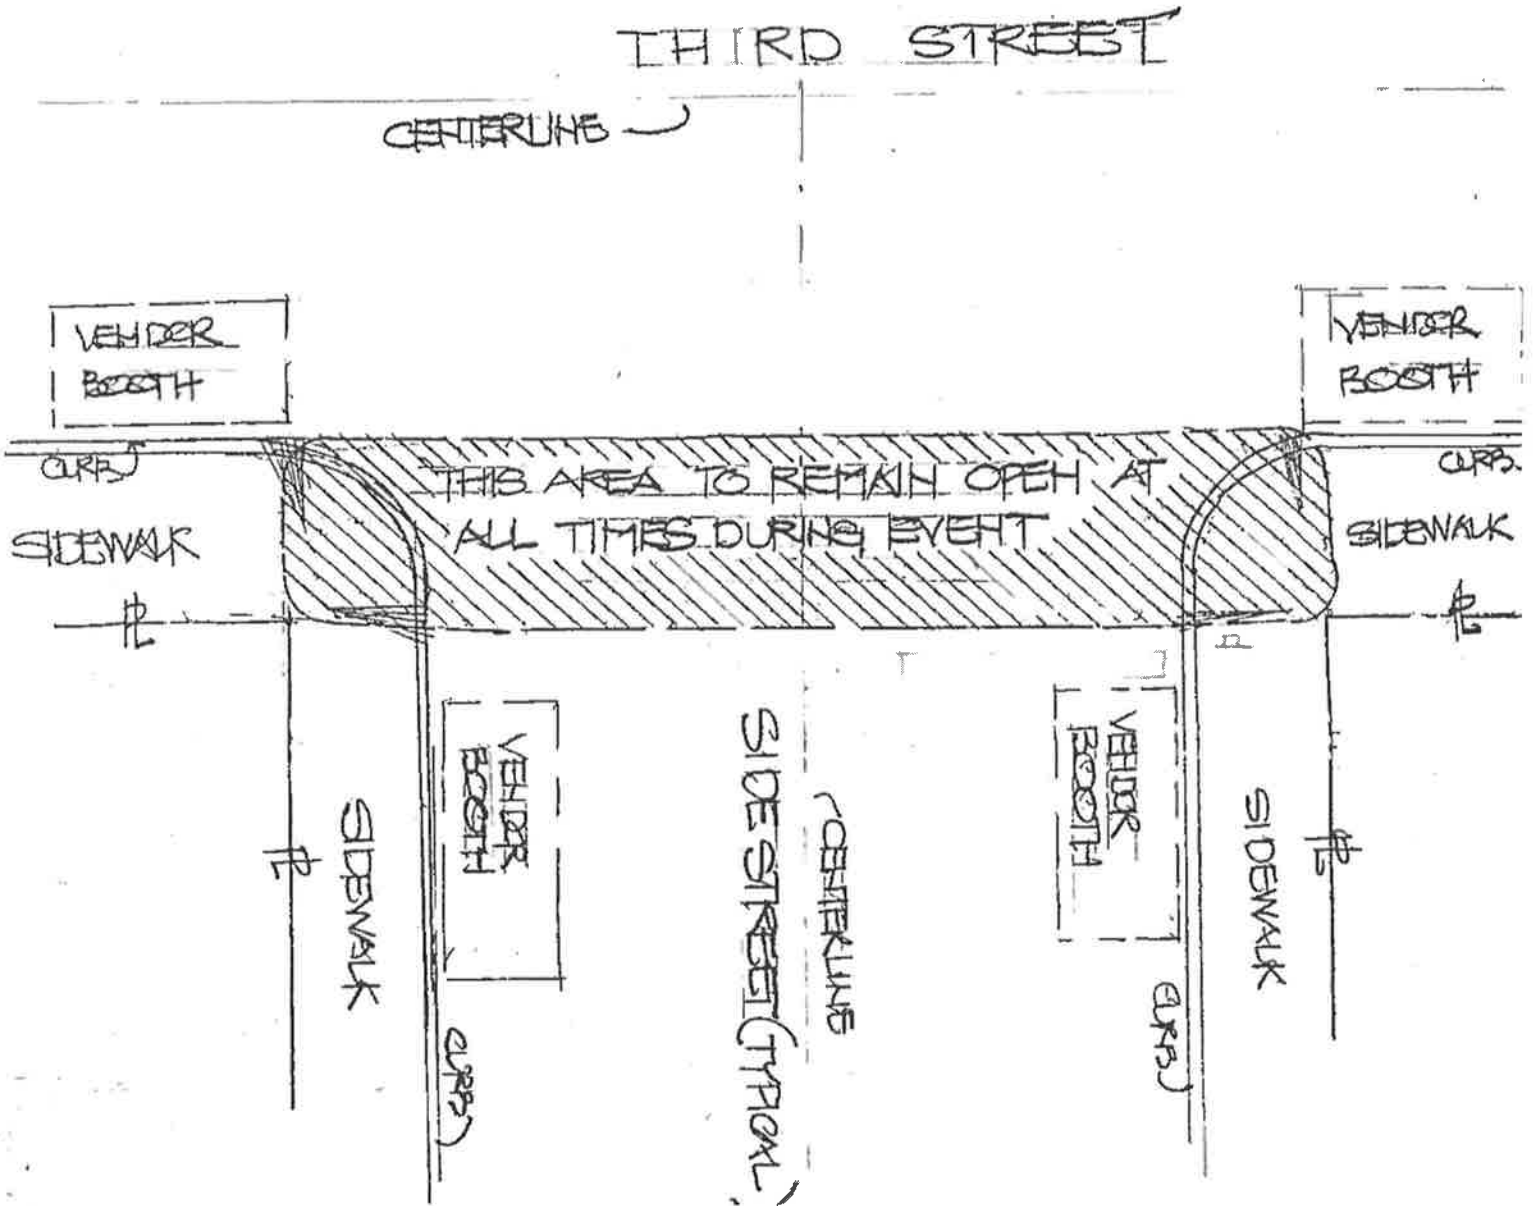 THIRD STREET
CENTERLINE
VENDER
BOOTH
VENDER
BOOTH
CURB
CURB
THIS AREA TO REMAIN OPEN AT
ALL TIMES DURING EVENT
SIDEWALK
SIDEWALK
PL
PL
VENDER
BOOTH
SIDE STREET (TYPICAL)
CENTERLINE
VENDOR
BOOTH
SIDEWALK
SIDEWALK
PL
PL
CURB
CURB